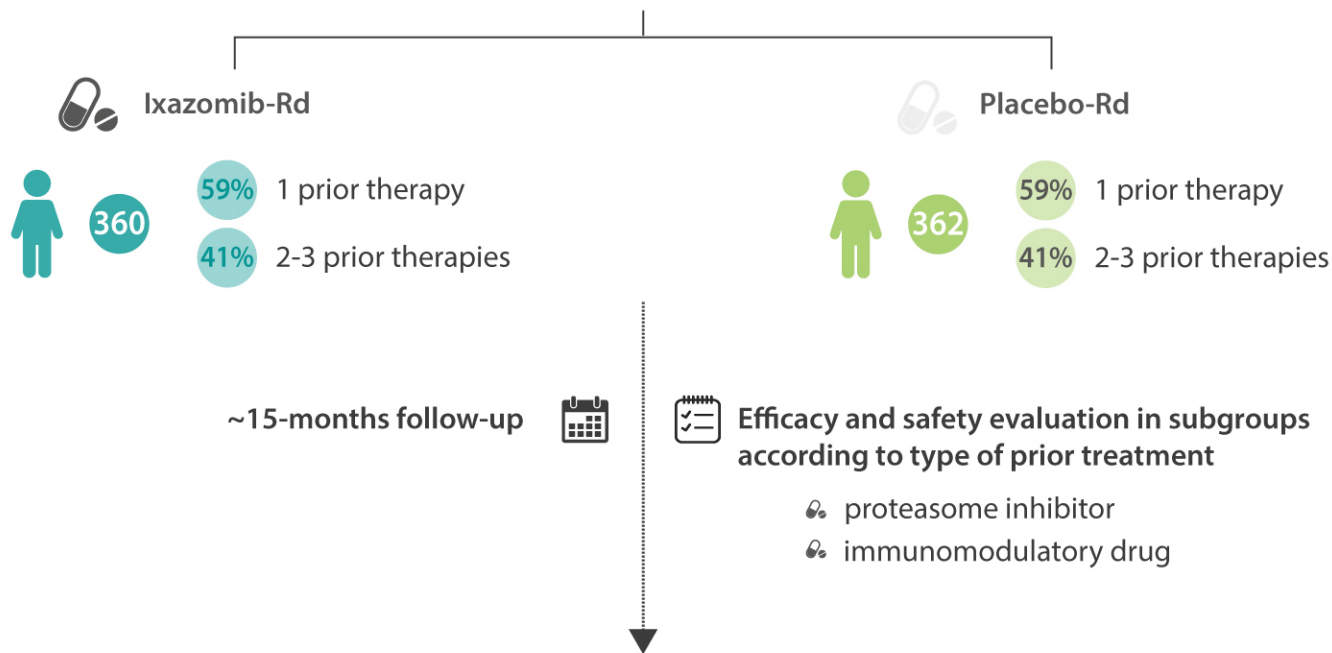 Ixazomib-Rd
360
59% 1 prior therapy
41% 2-3 prior therapies
Placebo-Rd
362
59% 1 prior therapy
41% 2-3 prior therapies
~15-months follow-up
Efficacy and safety evaluation in subgroups
according to type of prior treatment
proteasome inhibitor
immunomodulatory drug